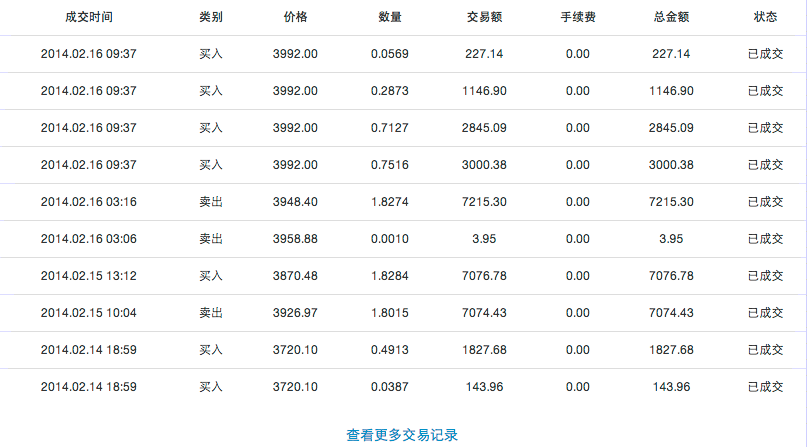 成交时间 类别 价格 数量 交易额 手续费 总金额 状态
2014.02.16 09:37 买入 3992.00 0.0569 227.14 0.00 227.14 已成交
2014.02.16 09:37 买入 3992.00 0.2873 1146.90 0.00 1146.90 已成交
2014.02.16 09:37 买入 3992.00 0.7127 2845.09 0.00 2845.09 已成交
2014.02.16 09:37 买入 3992.00 0.7516 3000.38 0.00 3000.38 已成交
2014.02.16 03:16 卖出 3948.40 1.8274 7215.30 0.00 7215.30 已成交
2014.02.16 03:06 卖出 3958.88 0.0010 3.95 0.00 3.95 已成交
2014.02.15 13:12 买入 3870.48 1.8284 7076.78 0.00 7076.78 已成交
2014.02.15 10:04 卖出 3926.97 1.8015 7074.43 0.00 7074.43 已成交
2014.02.14 18:59 买入 3720.10 0.4913 1827.68 0.00 1827.68 已成交
2014.02.14 18:59 买入 3720.10 0.0387 143.96 0.00 143.96 已成交
查看更多交易记录